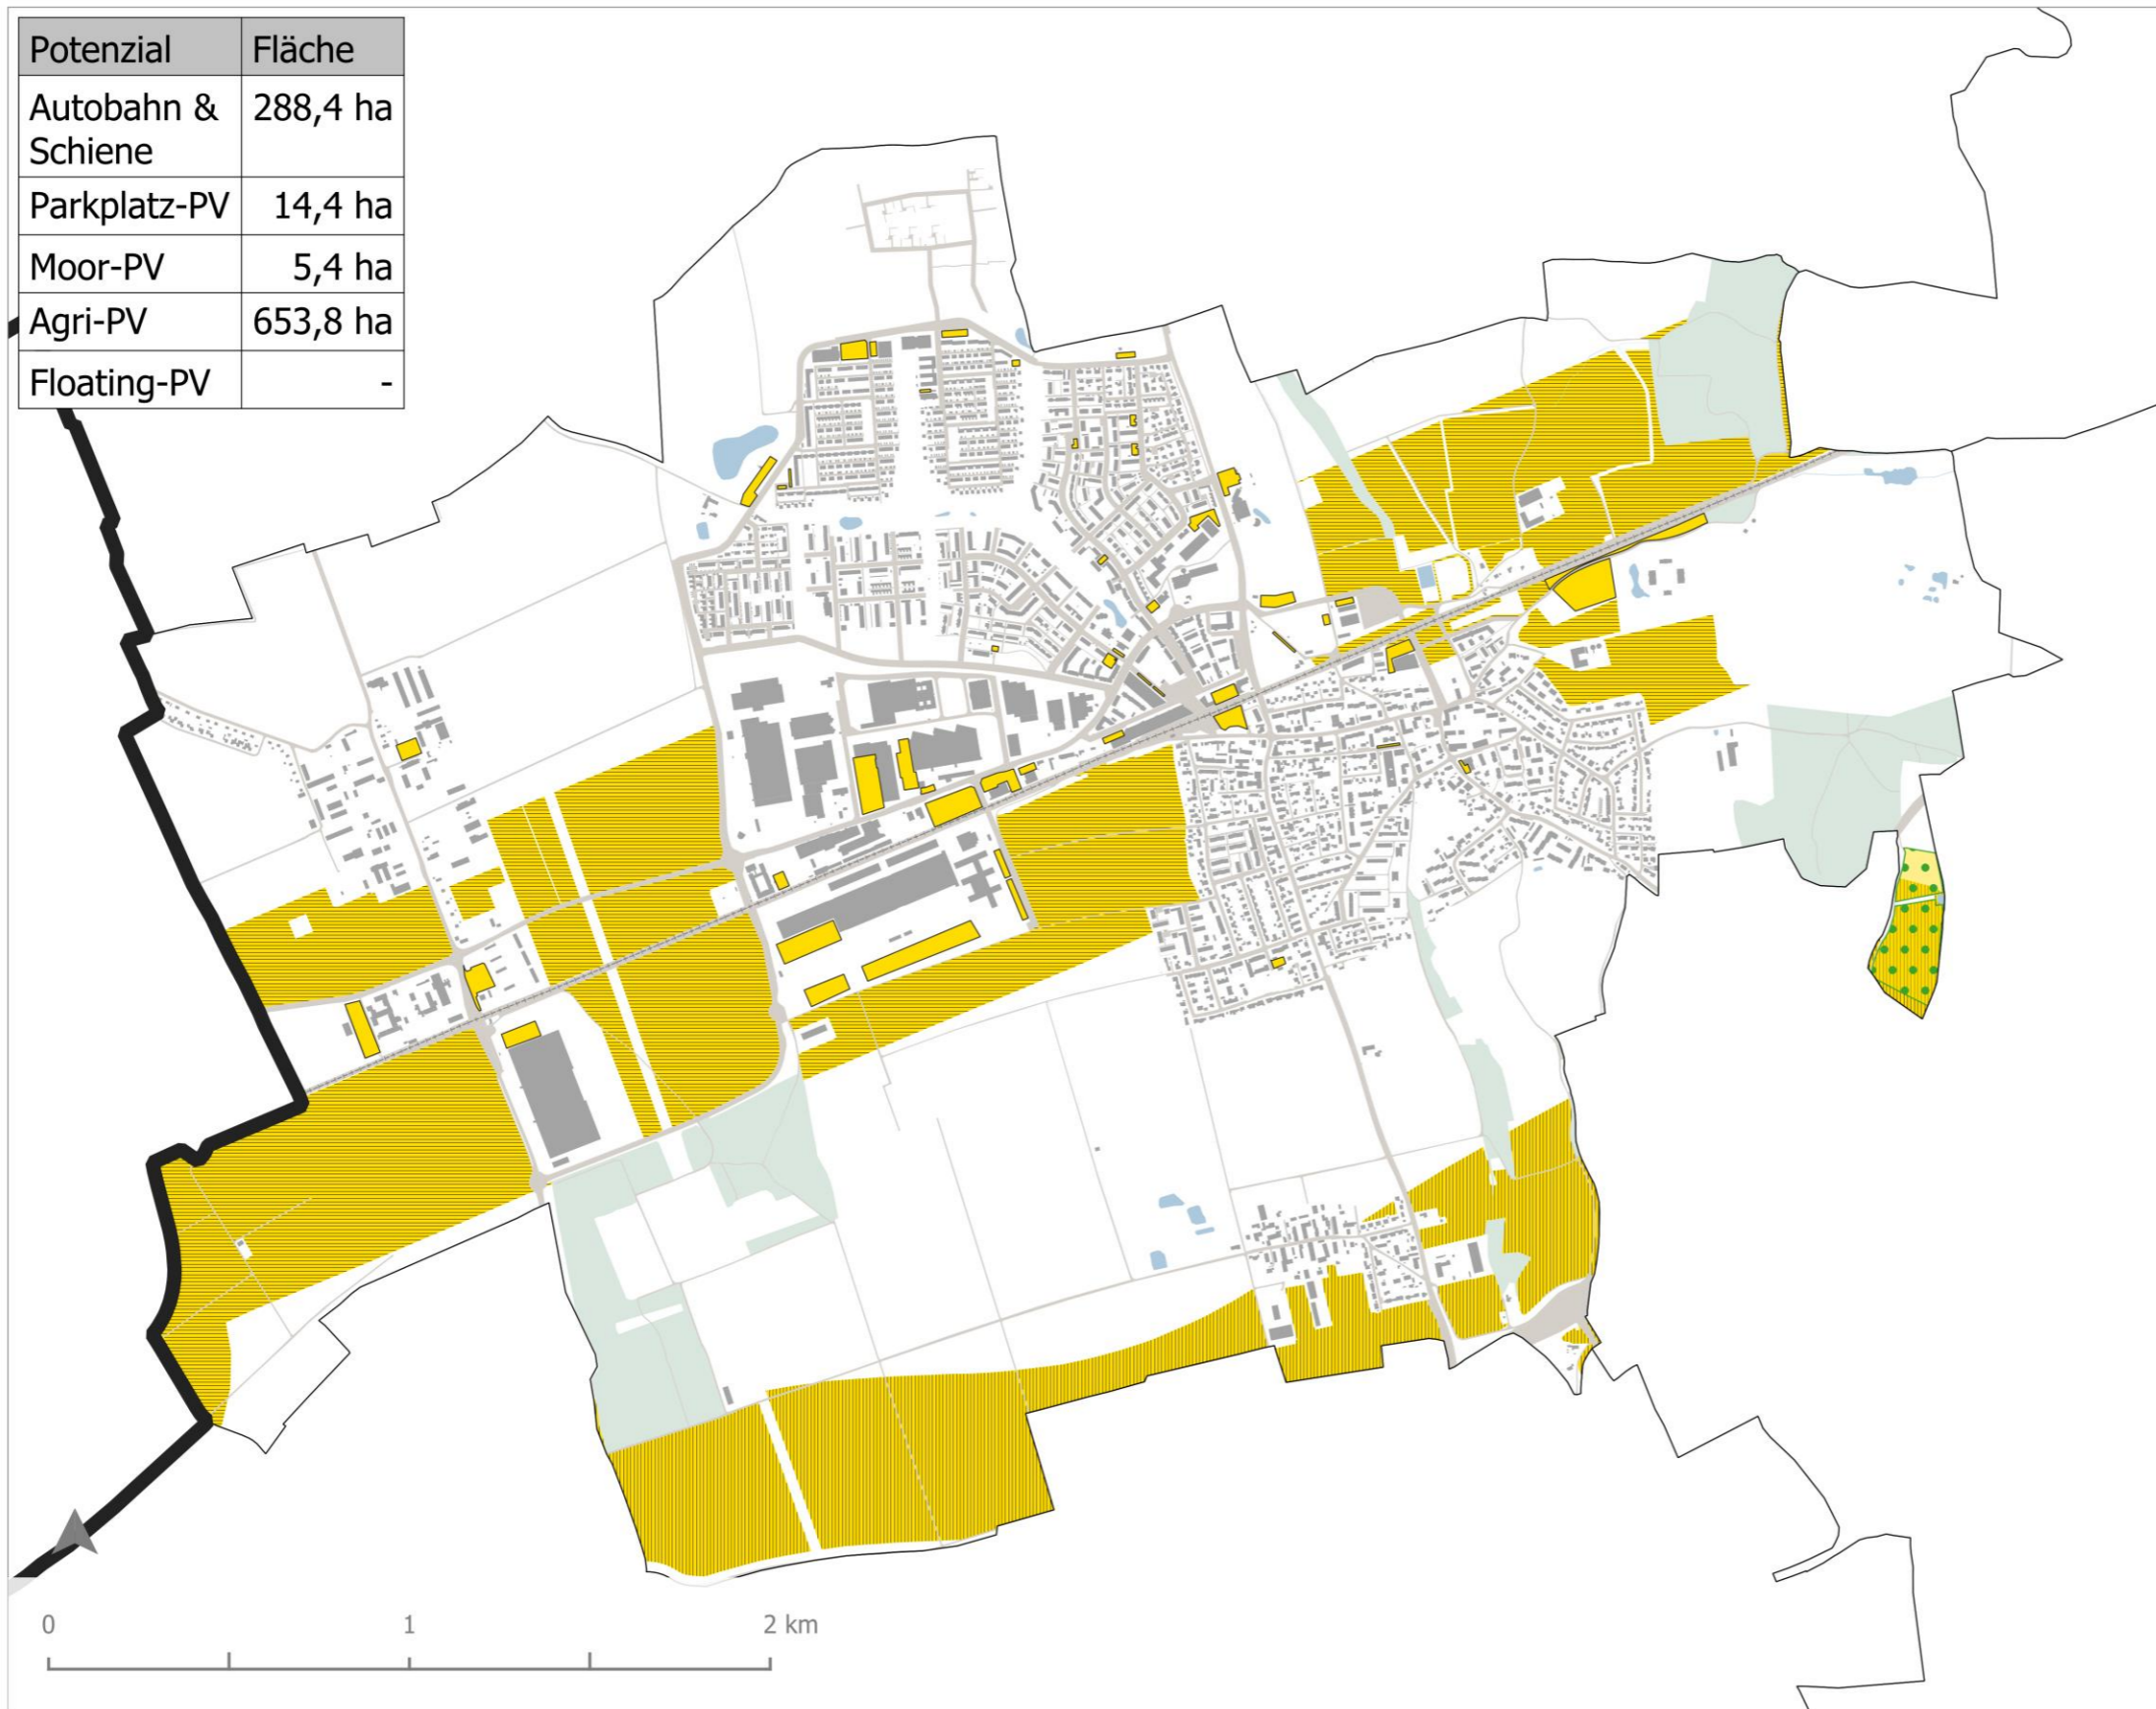 Potenzial Fläche
Autobahn & 288,4 ha
Schiene
Parkplatz-PV 14,4 ha
Moor-PV 5,4 ha
Agri-PV 653,8 ha
Floating-PV -
0 1 2 km